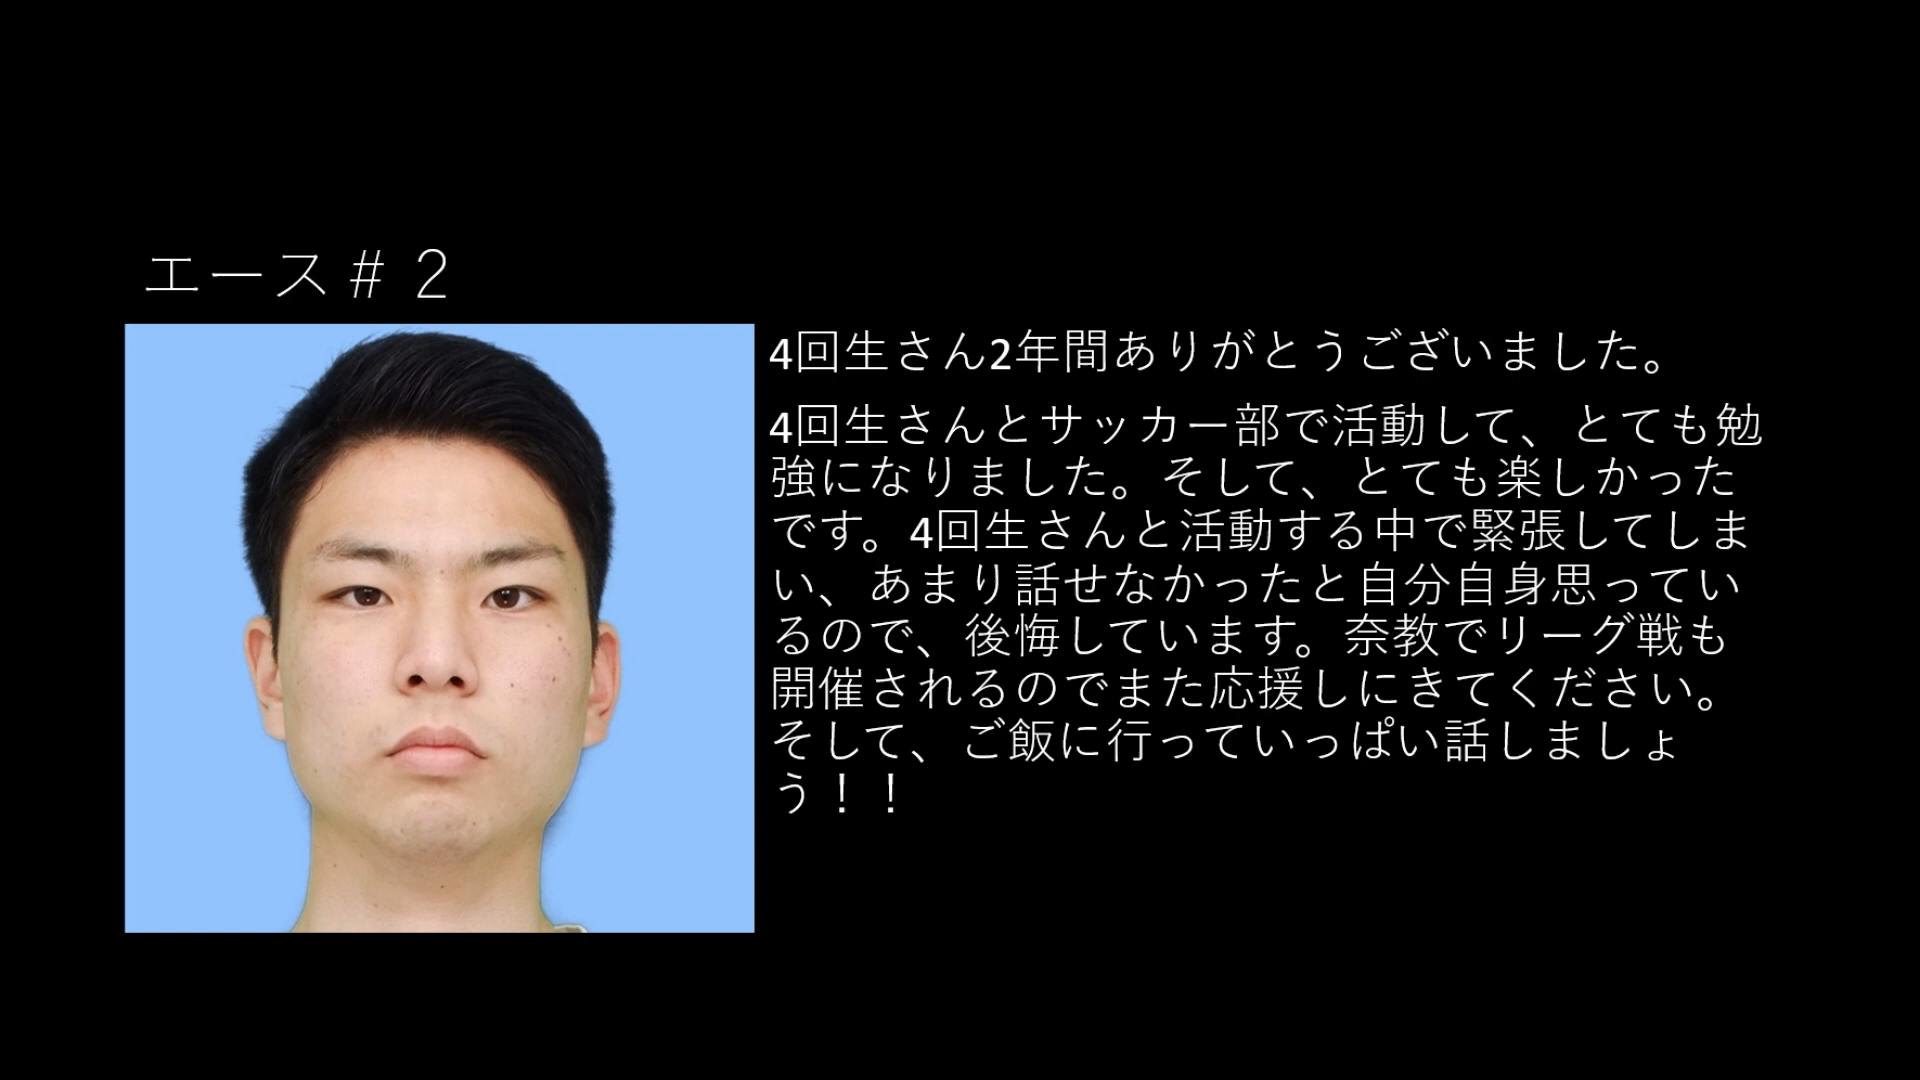 エース＃２
4回生さん2年間ありがとうございました。
4回生さんとサッカー部で活動して、とても勉
強になりました。そして、とても楽しかった
です。4回生さんと活動する中で緊張してしま
い、あまり話せなかったと自分自身思ってい
るので、後悔しています。奈教でリーグ戦も
開催されるのでまた応援しにきてください。
そして、ご飯に行っていっぱい話しましょ
う！！